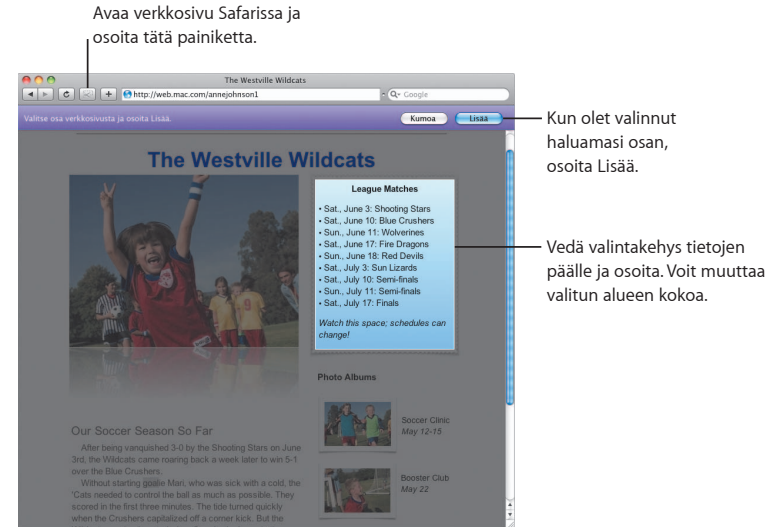 Avaa verkkosivu Safarissa ja
osoita tätä painiketta.
The Westville Wildcats
http://web.mac.com/annejohnson1
Google
Valitse osa verkkosivusta ja osoita Lisää.
Kumoa
Lisää
Kun olet valinnut
haluamasi osan,
osoita Lisää.
The Westville Wildcats
League Matches
• Sat., June 3: Shooting Stars
• Sat., June 10: Blue Crushers
• Sun., June 11: Wolverines
• Sat., June 17: Fire Dragons
• Sun., June 18: Red Devils
• Sat., July 3: Sun Lizards
• Sat., July 10: Semi-finals
• Sun., July 11: Semi-finals
• Sat., July 17: Finals
Watch this space; schedules can
change!
Vedä valintakehys tietojen
päälle ja osoita. Voit muuttaa
valitun alueen kokoa.
Photo Albums
Soccer Clinic
May 12-15
Booster Club
May 22
Our Soccer Season So Far
After being vanquished 3-0 by the Shooting Stars on June
3rd, the Wildcats came roaring back a week later to win 5-1
over the Blue Crushers.
Without starting goalie Mari, who was sick with a cold, the
'Cats needed to control the ball as much as possible. They
scored in the first three minutes. The tide turned quickly
when the Crushers capitalized off a corner kick. But the